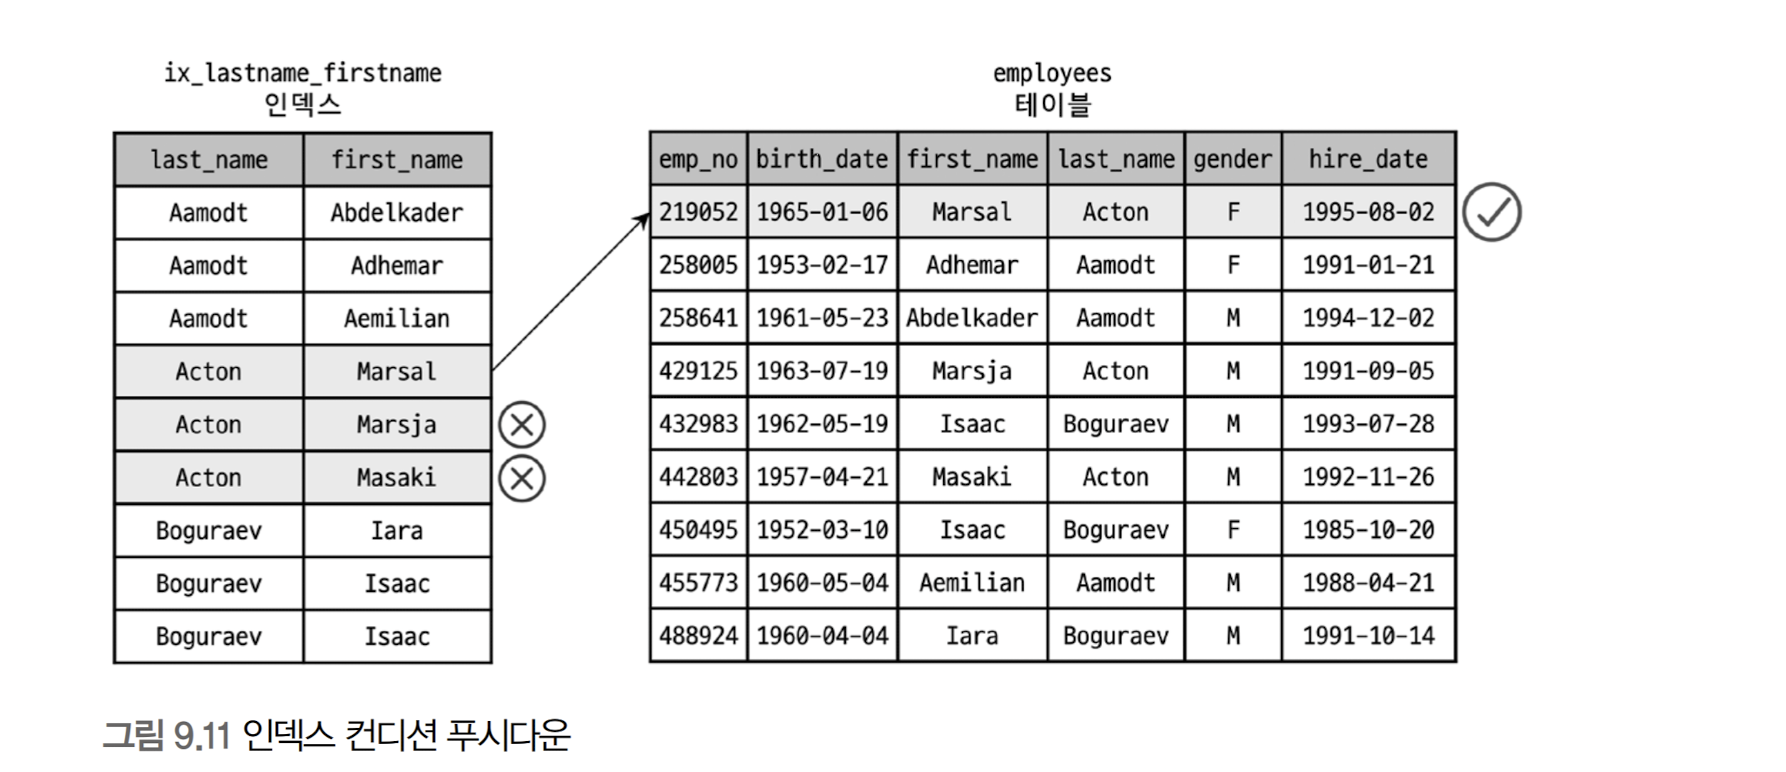 ix_lastname_firstname
인덱스
last_name first_name
Aamodt Abdelkader
Aamodt Adhemar
Aamodt Aemilian
Acton Marsal
Acton Marsja
Acton Masaki
Boguraev Iara
Boguraev Isaac
Boguraev Isaac
employees
테이블
emp_no birth_date first_name last_name gender hire_date
219052 1965-01-06 Marsal Acton F 1995-08-02
258005 1953-02-17 Adhemar Aamodt F 1991-01-21
258641 1961-05-23 Abdelkader Aamodt M 1994-12-02
429125 1963-07-19 Marsja Acton M 1991-09-05
432983 1962-05-19 Isaac Boguraev M 1993-07-28
442803 1957-04-21 Masaki Acton M 1992-11-26
450495 1952-03-10 Isaac Boguraev F 1985-10-20
455773 1960-05-04 Aemilian Aamodt M 1988-04-21
488924 1960-04-04 Iara Boguraev M 1991-10-14
그림 9.11 인덱스 컨디션 푸시다운